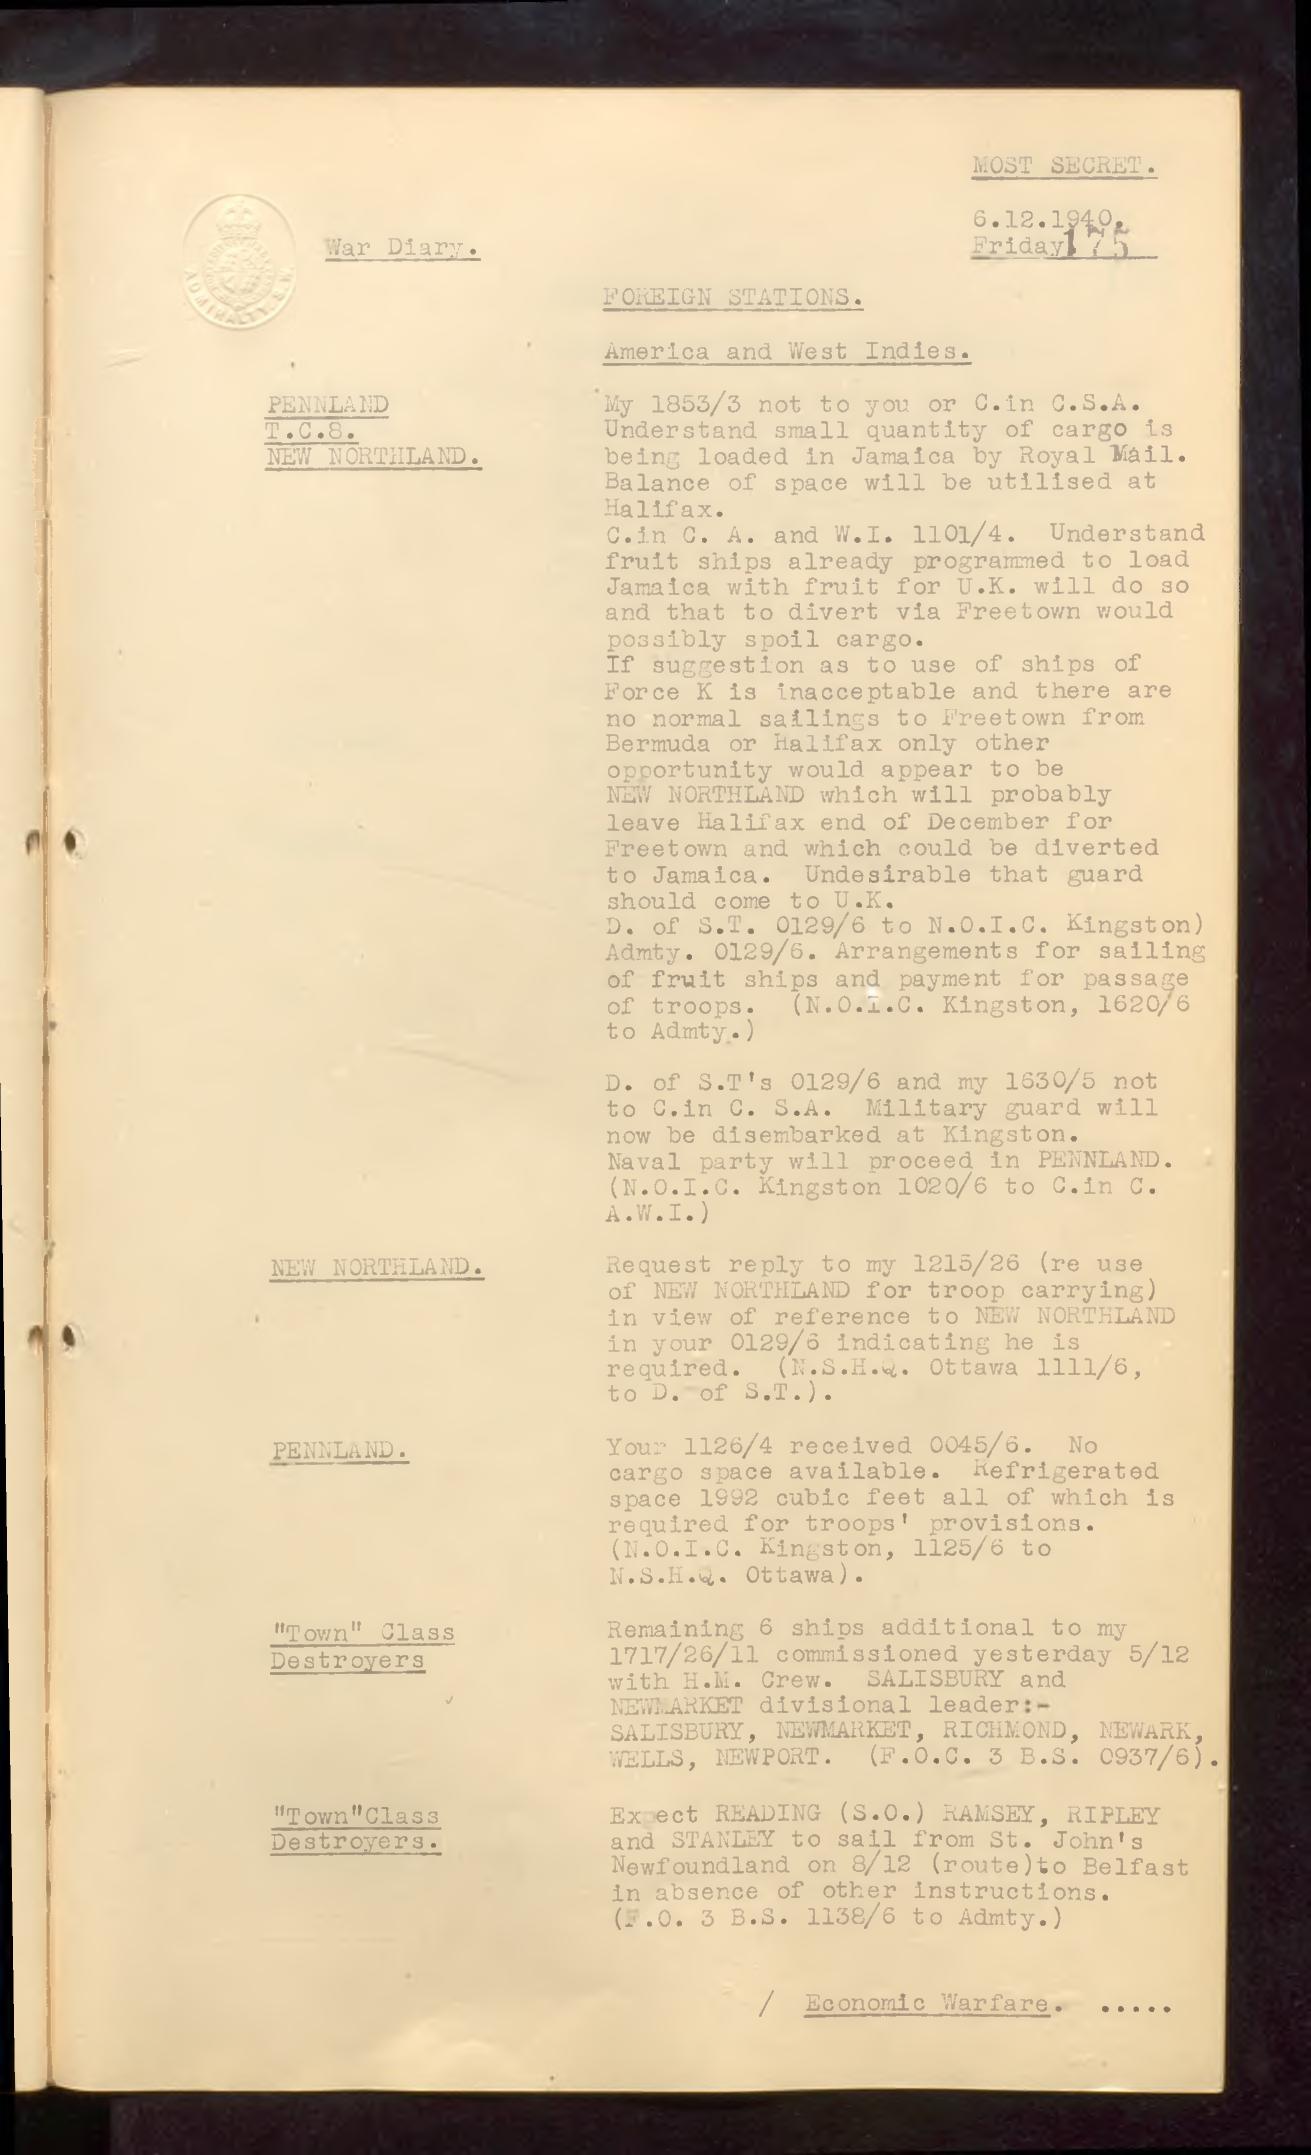 MOST SECRET.
6.12.1940.
Friday 175
War Diary.
ADMIRALTY. S.W.
FOREIGN STATIONS.
America and West Indies.
PENNLAND
T.C.8.
NEW NORTHLAND.
My 1853/3 not to you or C.in C.S.A.
Understand small quantity of cargo is
being loaded in Jamaica by Royal Mail.
Balance of space will be utilised at
Halifax.
C.in C. A. and W.I. 1101/4. Understand
fruit ships already programmed to load
Jamaica with fruit for U.K. will do so
and that to divert via Freetown would
possibly spoil cargo.
If suggestion as to use of ships of
Force K is inacceptable and there are
no normal sailings to Freetown from
Bermuda or Halifax only other
opportunity would appear to be
NEW NORTHLAND which will probably
leave Halifax end of December for
Freetown and which could be diverted
to Jamaica. Undesirable that guard
should come to U.K.
D. of S.T. 0129/6 to N.O.I.C. Kingston)
Admty. 0129/6. Arrangements for sailing
of fruit ships and payment for passage
of troops. (N.O.I.C. Kingston, 1620/6
to Admty.)
D. of S.T's 0129/6 and my 1630/5 not
to C.in C. S.A. Military guard will
now be disembarked at Kingston.
Naval party will proceed in PENNLAND.
(N.O.I.C. Kingston 1020/6 to C.in C.
A.W.I.)
NEW NORTHLAND.
Request reply to my 1215/26 (re use
of NEW NORTHLAND for troop carrying)
in view of reference to NEW NORTHLAND
in your 0129/6 indicating he is
required. (N.S.H.Q. Ottawa 1111/6,
to D. of S.T.).
PENNLAND.
Your 1126/4 received 0045/6. No
cargo space available. Refrigerated
space 1992 cubic feet all of which is
required for troops' provisions.
(N.O.I.C. Kingston, 1125/6 to
N.S.H.Q. Ottawa).
"Town" Class
Destroyers
Remaining 6 ships additional to my
1717/26/11 commissioned yesterday 5/12
with H.M. Crew. SALISBURY and
NEWMARKET divisional leader:-
SALISBURY, NEWMARKET, RICHMOND, NEWARK,
WELLS, NEWPORT. (F.O.C. 3 B.S. 0937/6).
"Town"Class
Destroyers.
Expect READING (S.O.) RAMSEY, RIPLEY
and STANLEY to sail from St. John's
Newfoundland on 8/12 (route)to Belfast
in absence of other instructions.
(F.O. 3 B.S. 1138/6 to Admty.)
/ Economic Warfare. .....